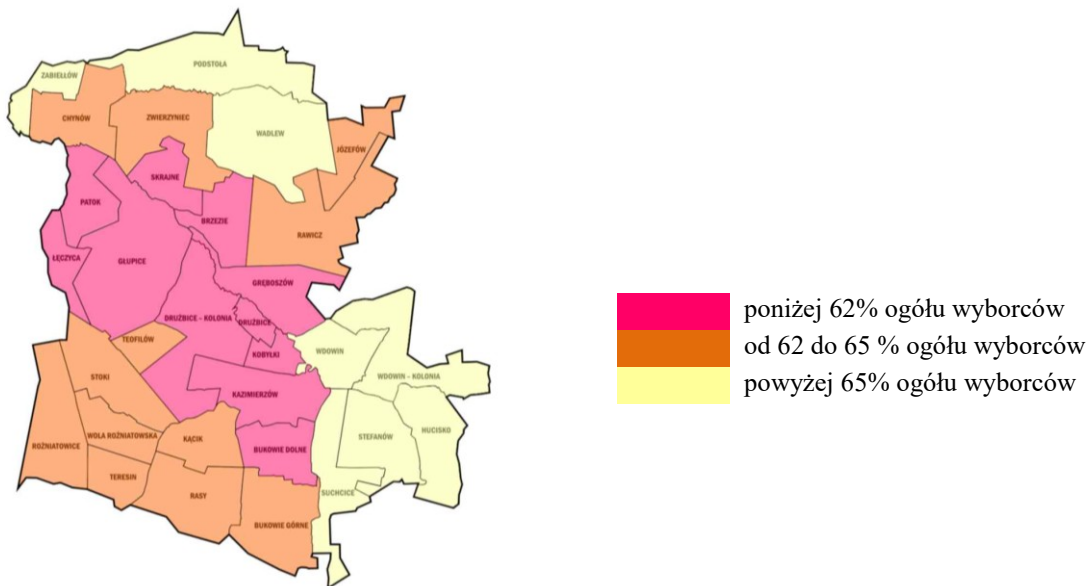 PODSTOŁA
ZABIEŁŁÓW
CHYNÓW
ZWIERZYNIEC
WADLEW
JÓZEFÓW
SKRAJNE
PATOK
BRZEZIE
RAWICZ
ŁĘCZYCA
GŁUPICE
GRĘBOSZÓW
DRUŻBICE – KOLONIA
DRUŻBICE
TEOFILÓW
KOBYŁKI
WDOWIN
STOKI
WDOWIN – KOLONIA
KAZIMIERZÓW
ROŹNIATOWICE
WOLA ROŹNIATOWSKA
KĄCIK
BUKOWIE DOLNE
STEFANÓW
HUCISKO
TERESIN
RASY
SUCHCICE
BUKOWIE GÓRNE
poniżej 62% ogółu wyborców
od 62 do 65 % ogółu wyborców
powyżej 65% ogółu wyborców